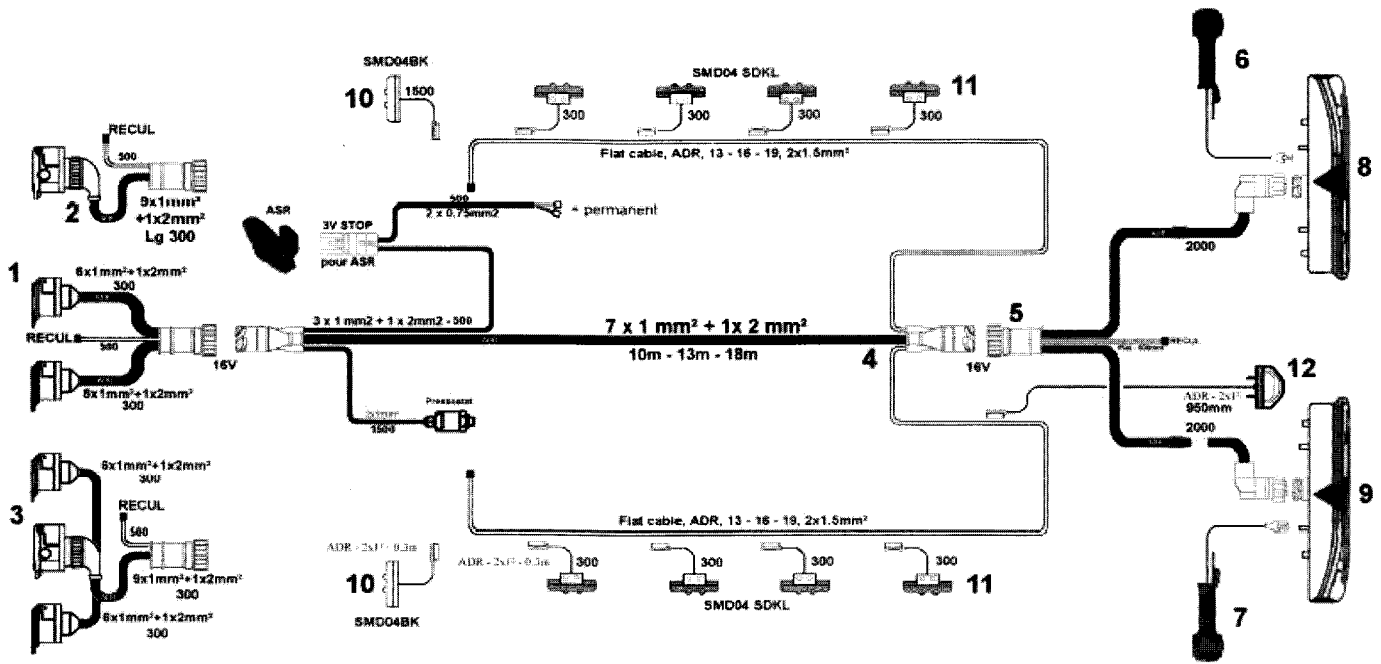 SMD04BK
10
1500
SMD04 SDKL
11
300
300
300
300
Flat cable, ADR, 13 - 16 - 19, 2x1.5mm²
6
8
RECUL
500
2
9x1mm²
+1x2mm²
Lg 300
ASR
3V STOP
pour ASR
500
2 x 0.75mm2
+ permanent
2000
1
6x1mm²+1x2mm²
300
RECUL
500
6x1mm²+1x2mm²
300
16V
3 x 1 mm2 + 1 x 2mm2 - 500
7 x 1 mm² + 1x 2 mm²
10m - 13m - 18m
4
5
16V
RECUL
12
ADR - 2x1²
950mm
2000
Pressostat
1500
3
6x1mm²+1x2mm²
300
RECUL
500
9x1mm²+1x2mm²
300
6x1mm²+1x2mm²
300
Flat cable, ADR, 13 - 16 - 19, 2x1.5mm²
ADR - 2x1² - 0.3m
ADR - 2x1² - 0.3m
10
SMD04BK
300
300
300
300
11
SMD04 SDKL
9
7